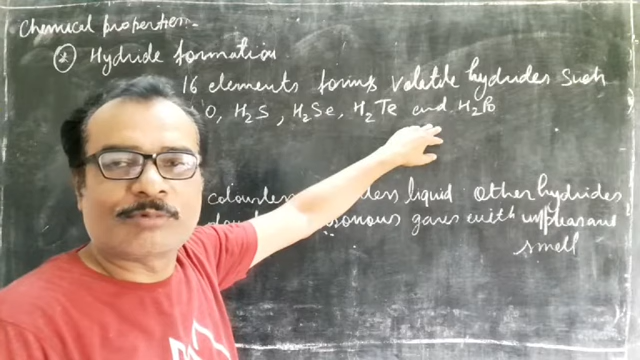 Chemical properties.
② Hydride formation
16 elements forms volatile hydrides such
O, H₂S, H₂Se, H₂Te and H₂Po
colourless liquid other hydrides
gases with unpleasant
smell